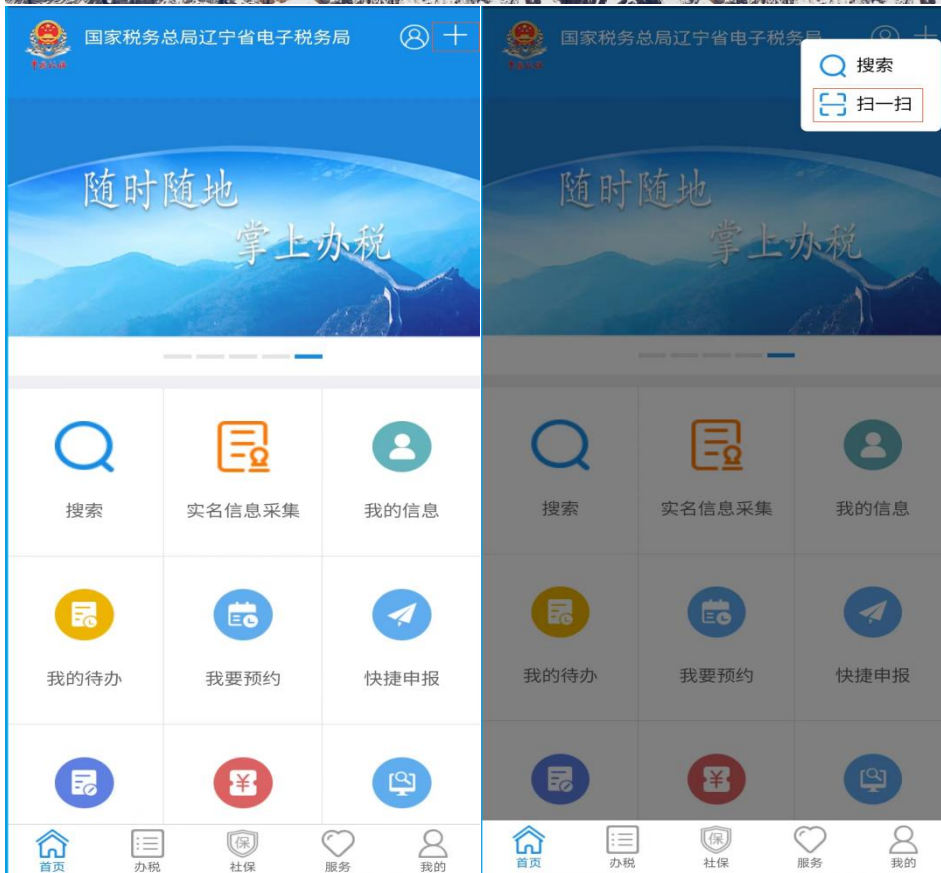 国家税务总局辽宁省电子税务局
随时随地
掌上办税
搜索
实名信息采集
我的信息
我的待办
我要预约
快捷申报
首页
办税
保
社保
服务
我的
国家税务总局辽宁省电子税务局
搜索
扫一扫
随时随地
掌上办税
搜索
实名信息采集
我的信息
我的待办
我要预约
快捷申报
首页
办税
保
社保
服务
我的